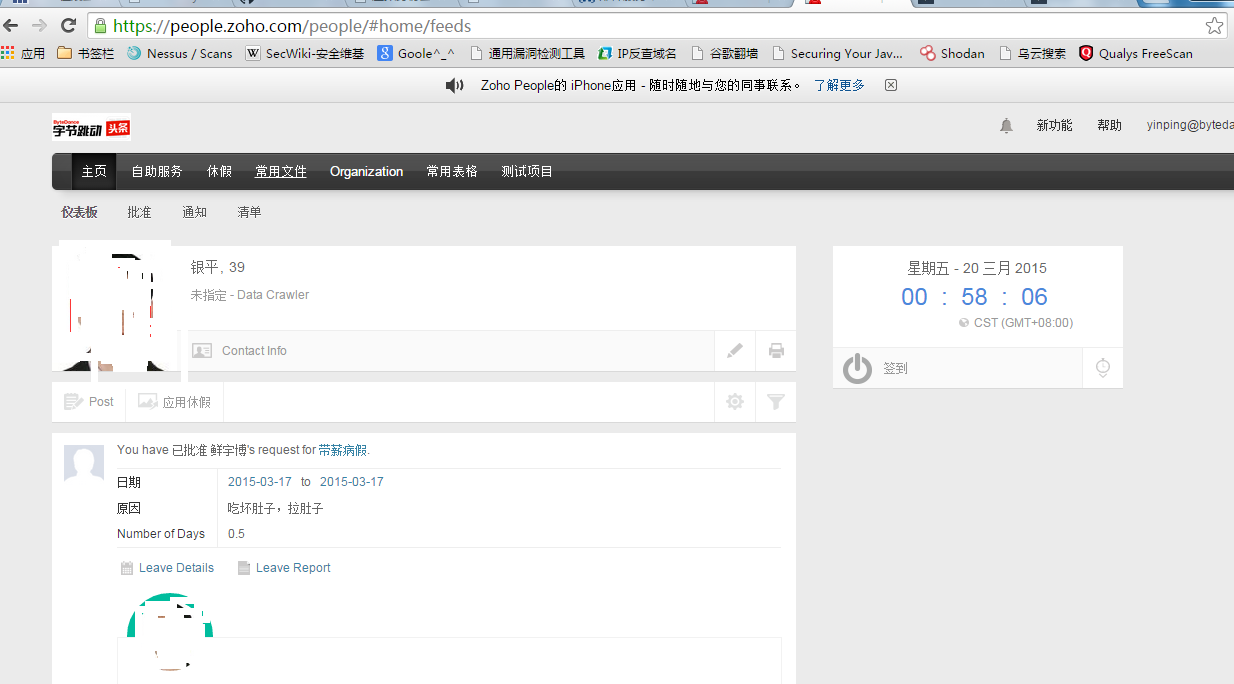 https://people.zoho.com/people/#home/feeds
应用 书签栏 Nessus / Scans SecWiki-安全维基 Goole^_^ 通用漏洞检测工具 IP反查域名 谷歌翻墙 Securing Your Jav... Shodan 乌云搜索 Qualys FreeScan
Zoho People的 iPhone应用 - 随时随地与您的同事联系。 了解更多
ByteDance
字节跳动 头条
新功能 帮助 yinping@byteda
主页 自助服务 休假 常用文件 Organization 常用表格 测试项目
仪表板 批准 通知 清单
银平, 39
未指定 - Data Crawler
Contact Info
星期五 - 20 三月 2015
00 : 58 : 06
CST (GMT+08:00)
签到
Post 应用休假
You have 已批准 鲜宇博's request for 带薪病假.
日期 2015-03-17 to 2015-03-17
原因 吃坏肚子，拉肚子
Number of Days 0.5
Leave Details Leave Report